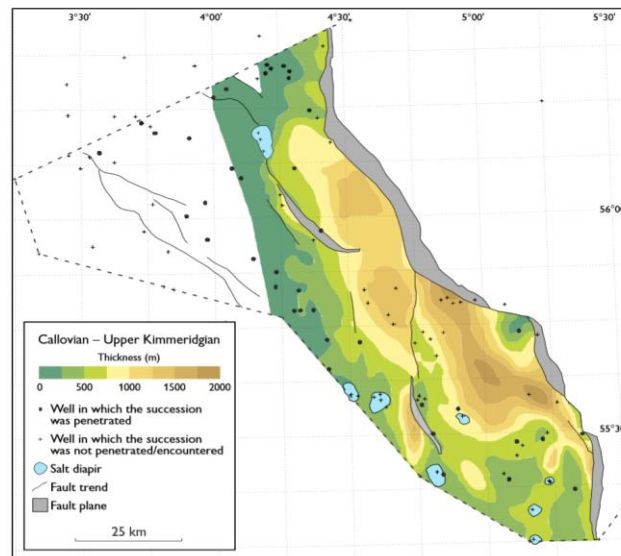 3°30' 4°00' 4°30' 5°00' 5°30'
56°00'
55°30'
Callovian – Upper Kimmeridgian
Thickness (m)
0 500 1000 1500 2000
Well in which the succession
was penetrated
Well in which the succession
was not penetrated/encountered
Salt diapir
Fault trend
Fault plane
25 km